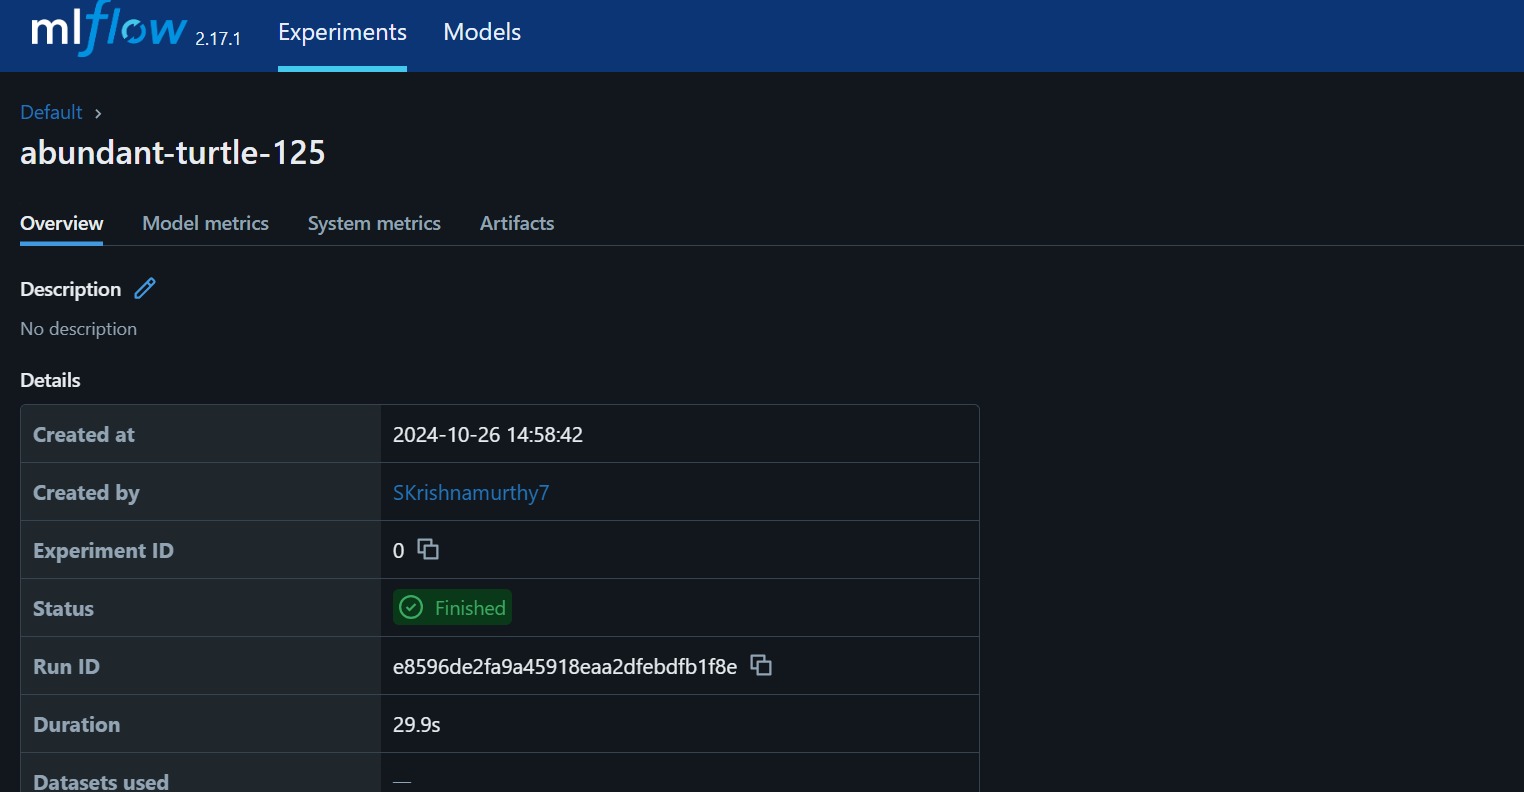 mlflow 2.17.1 Experiments Models
Default >
abundant-turtle-125
Overview Model metrics System metrics Artifacts
Description
No description
Details
Created at 2024-10-26 14:58:42
Created by SKrishnamurthy7
Experiment ID 0
Status Finished
Run ID e8596de2fa9a45918eaa2dfebdfb1f8e
Duration 29.9s
Datasets used —